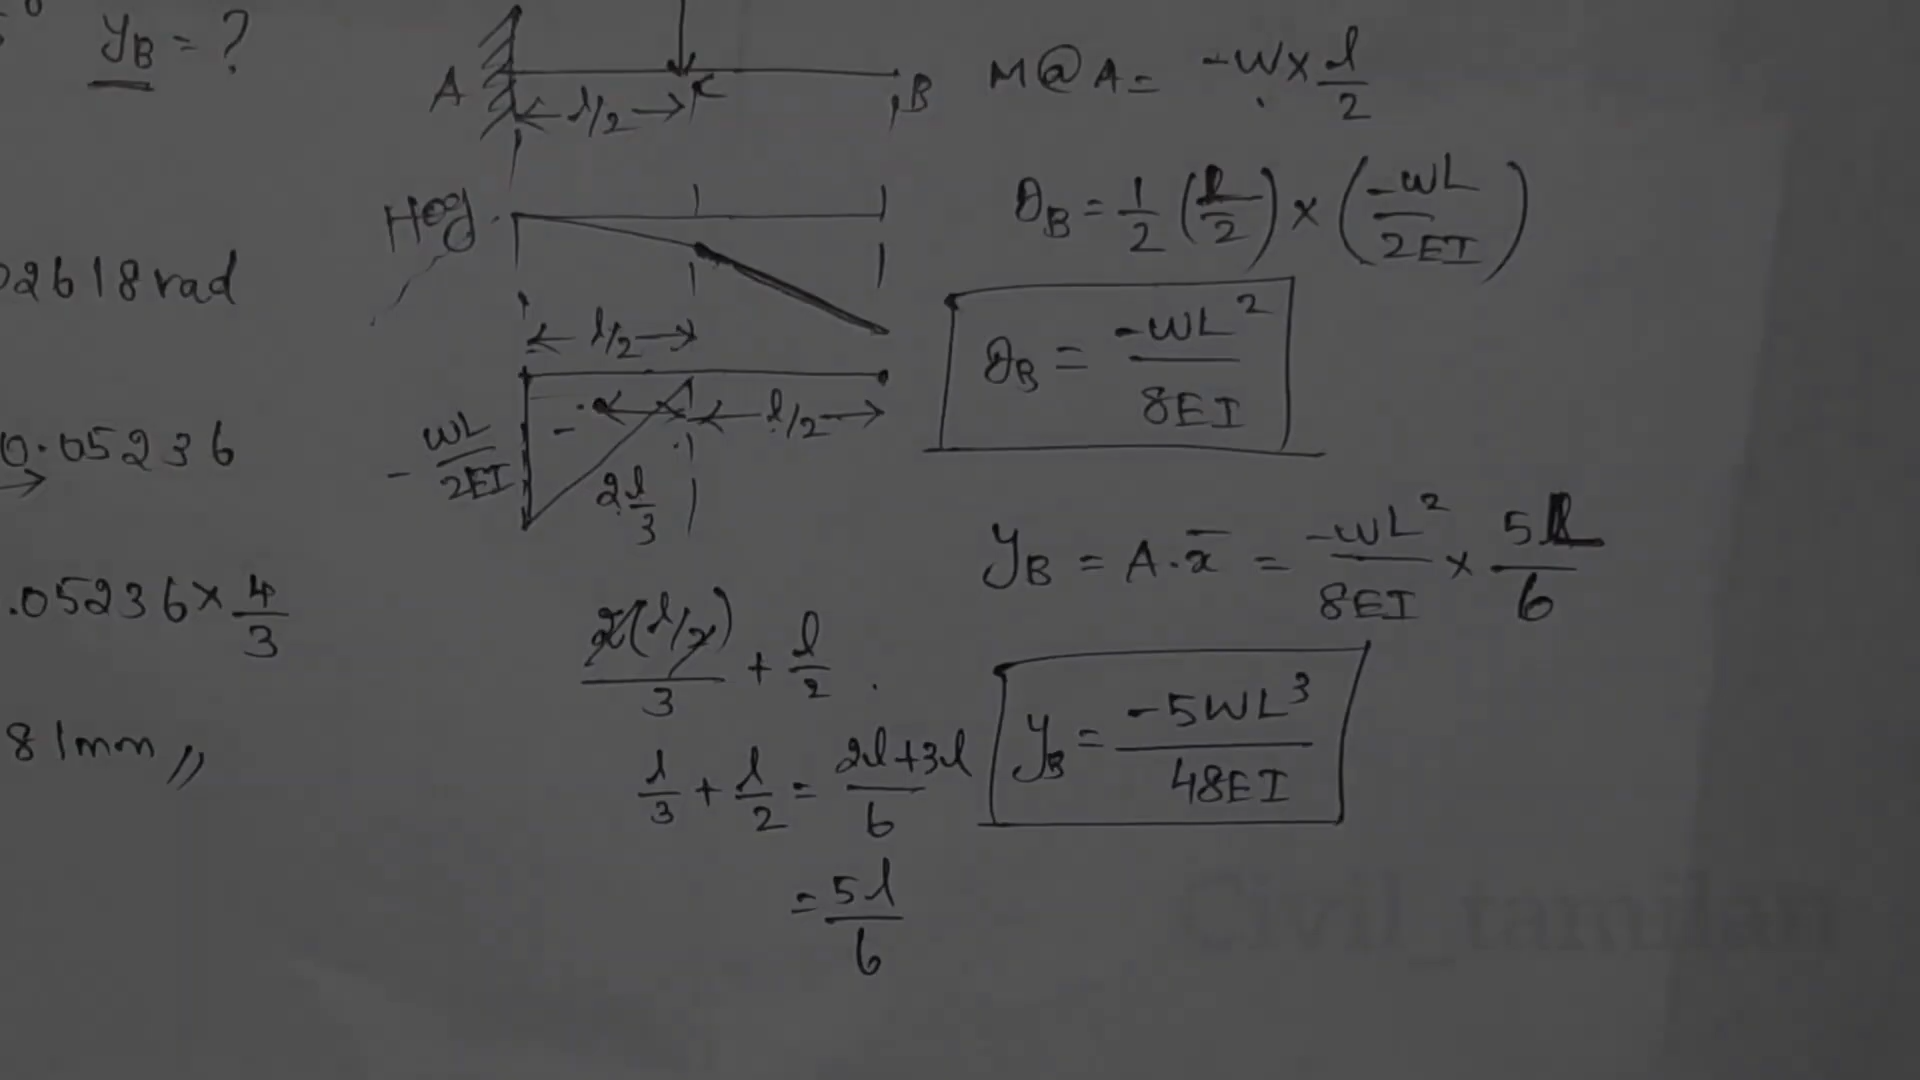 y_B = ?
2618 rad
0.05236
.05236 × 4/3
81mm,,
A
l/2
C
B
Hog.
l/2
l/2
- WL/2EI
-
2l/3
2(l/2)/3 + l/2.
l/3 + l/2 = 2l+3l/6
= 5l/6
M@A = -W × l/2
θ_B = 1/2 (l/2) × (-WL/2EI)
θ_B = -WL²/8EI
y_B = A.x̄ = -WL²/8EI × 5L/6
y_B = -5WL³/48EI
Civil_tamilan